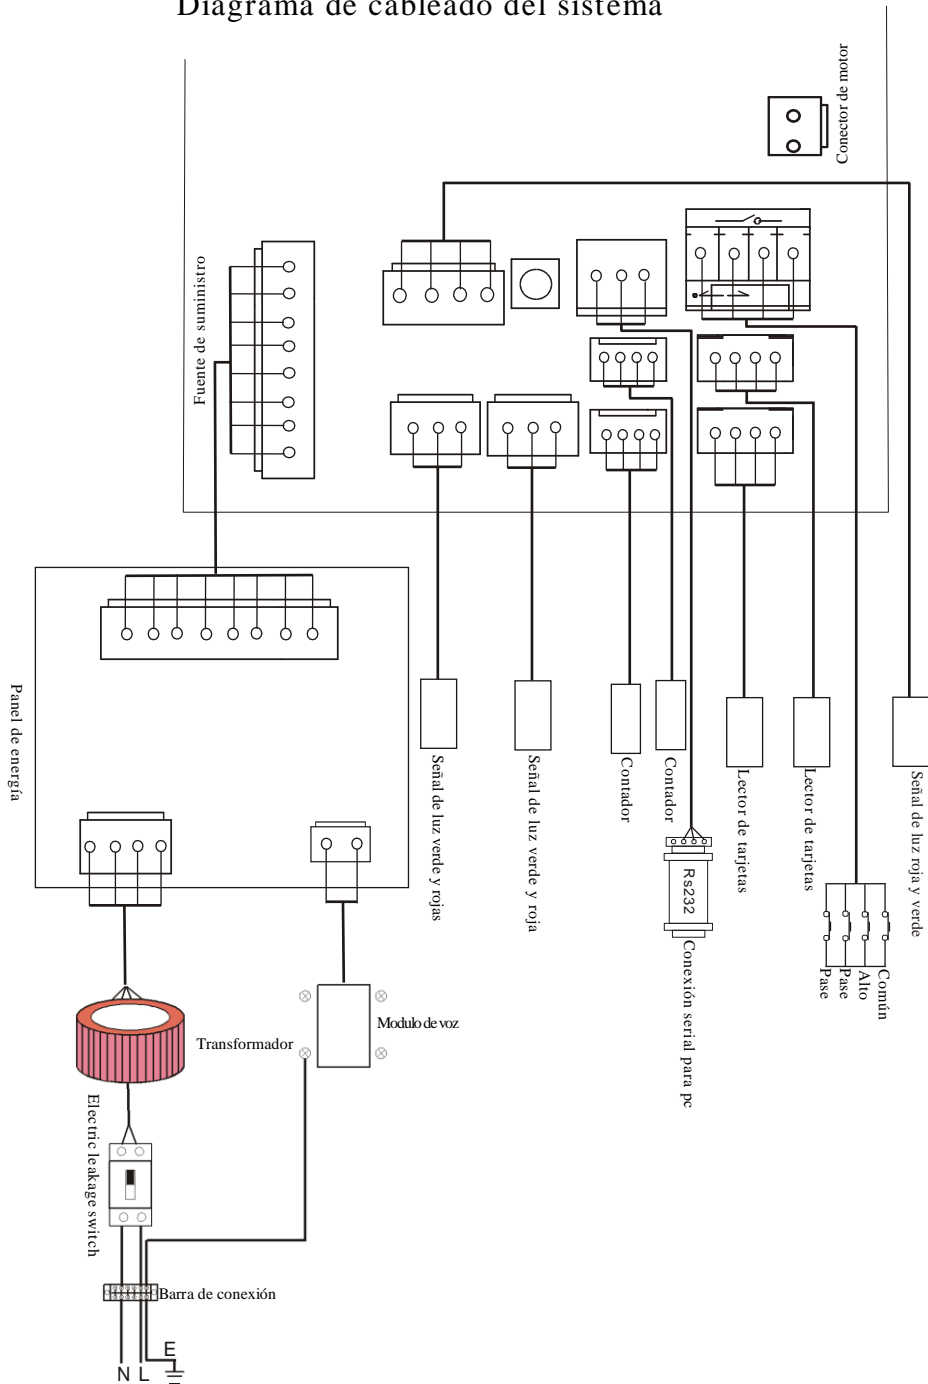 Diagrama de cableado del sistema
Conector de motor
Fuente de suministro
Panel de energía
Señal de luz verde y rojas
Señal de luz verde y roja
Contador
Contador
Lector de tarjetas
Lector de tarjetas
Señal de luz roja y verde
Rs232
Conexión serial para pc
Pase
Pase
Alto
Común
Transformador
Modulo de voz
Electric leakage switch
Barra de conexión
E
N L